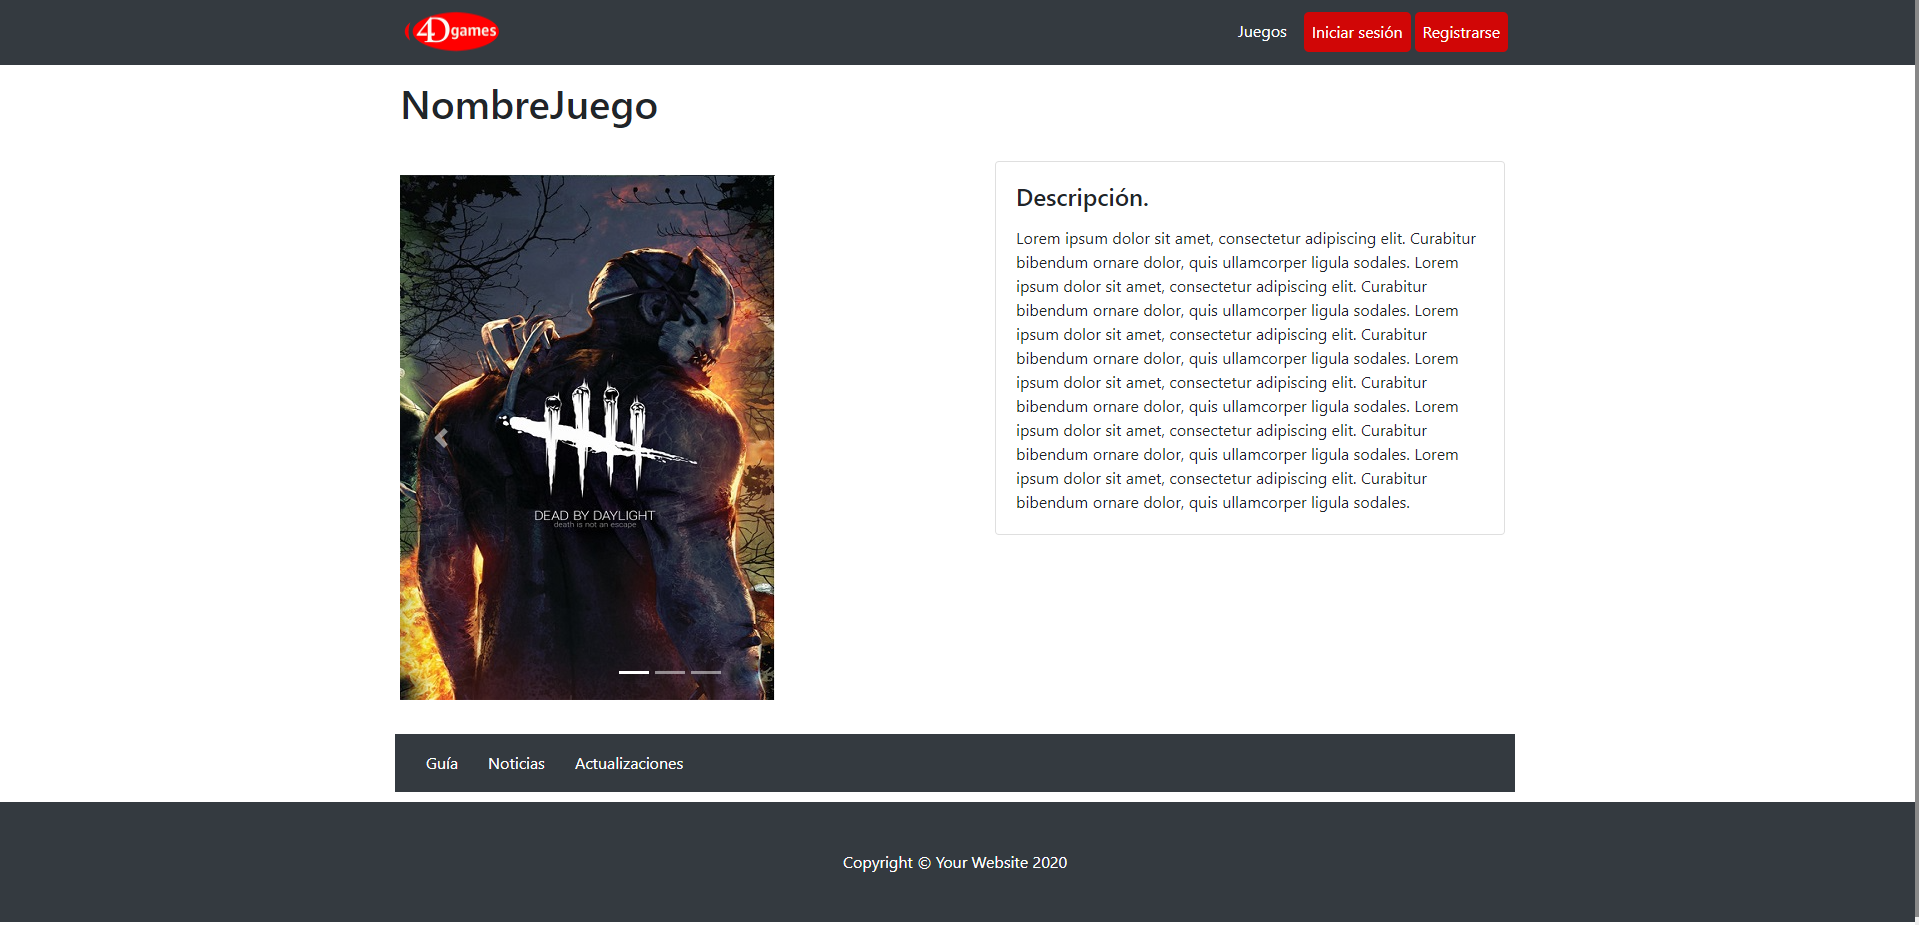 4Dgames
Juegos
Iniciar sesión
Registrarse
NombreJuego
DEAD BY DAYLIGHT
death is not an escape
Descripción.
Lorem ipsum dolor sit amet, consectetur adipiscing elit. Curabitur
bibendum ornare dolor, quis ullamcorper ligula sodales. Lorem
ipsum dolor sit amet, consectetur adipiscing elit. Curabitur
bibendum ornare dolor, quis ullamcorper ligula sodales. Lorem
ipsum dolor sit amet, consectetur adipiscing elit. Curabitur
bibendum ornare dolor, quis ullamcorper ligula sodales. Lorem
ipsum dolor sit amet, consectetur adipiscing elit. Curabitur
bibendum ornare dolor, quis ullamcorper ligula sodales. Lorem
ipsum dolor sit amet, consectetur adipiscing elit. Curabitur
bibendum ornare dolor, quis ullamcorper ligula sodales. Lorem
ipsum dolor sit amet, consectetur adipiscing elit. Curabitur
bibendum ornare dolor, quis ullamcorper ligula sodales.
Guía
Noticias
Actualizaciones
Copyright © Your Website 2020